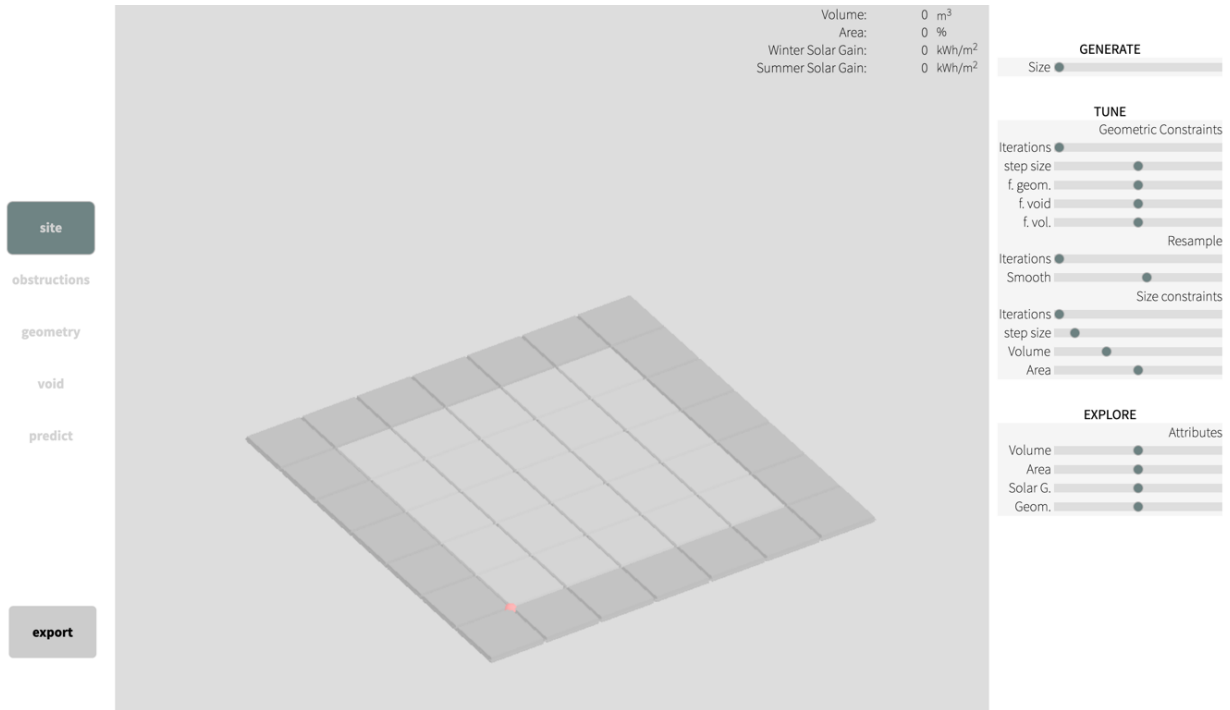 Volume: 0 m3
Area: 0 %
Winter Solar Gain: 0 kWh/m2
Summer Solar Gain: 0 kWh/m2
site
obstructions
geometry
void
predict
export
GENERATE
Size
TUNE
Geometric Constraints
Iterations
step size
f. geom.
f. void
f. vol.
Resample
Iterations
Smooth
Size constraints
Iterations
step size
Volume
Area
EXPLORE
Attributes
Volume
Area
Solar G.
Geom.